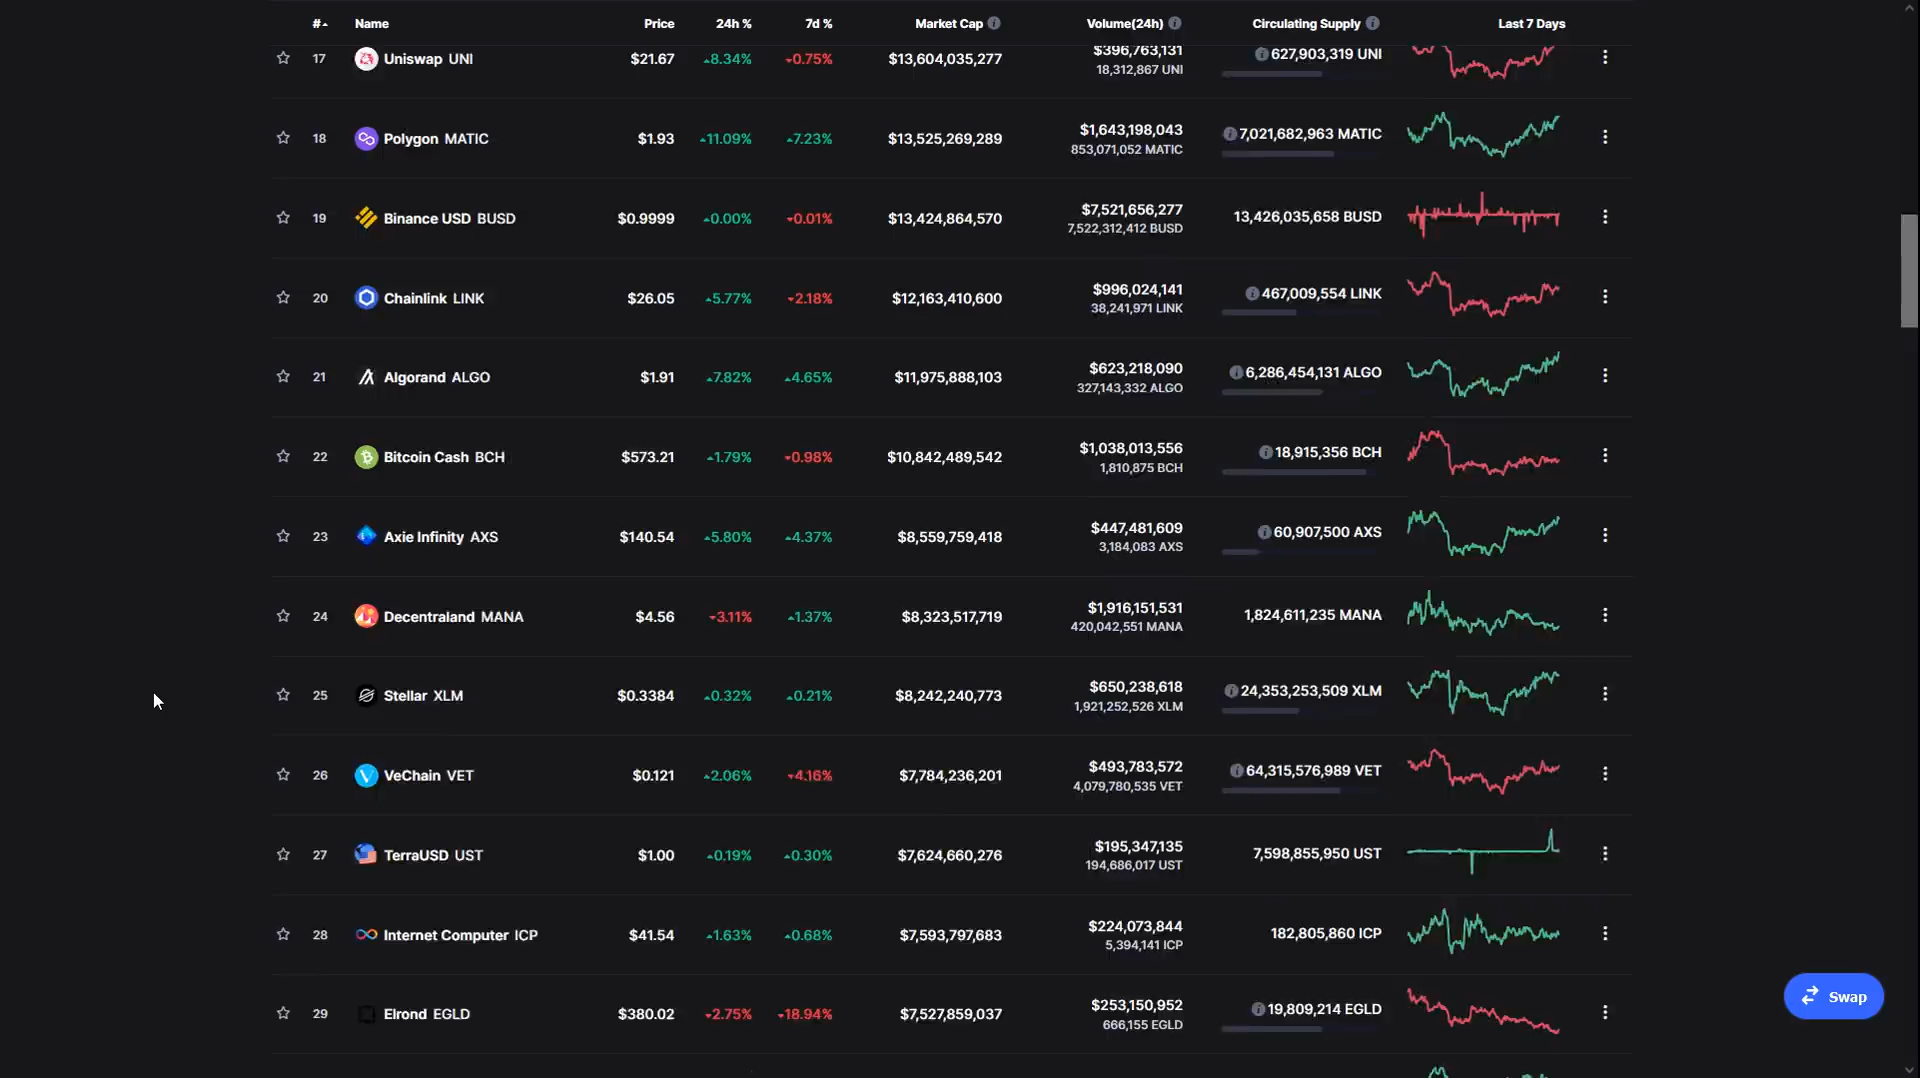 # Name Price 24h % 7d % Market Cap Volume(24h) Circulating Supply Last 7 Days
17 Uniswap UNI $21.67 8.34% 0.75% $13,604,035,277 $396,763,131 627,903,319 UNI
18,312,867 UNI
18 Polygon MATIC $1.93 11.09% 7.23% $13,525,269,289 $1,643,198,043 7,021,682,963 MATIC
853,071,052 MATIC
19 Binance USD BUSD $0.9999 0.00% 0.01% $13,424,864,570 $7,521,656,277 13,426,035,658 BUSD
7,522,312,412 BUSD
20 Chainlink LINK $26.05 5.77% 2.18% $12,163,410,600 $996,024,141 467,009,554 LINK
38,241,971 LINK
21 Algorand ALGO $1.91 7.82% 4.65% $11,975,888,103 $623,218,090 6,286,454,131 ALGO
327,143,332 ALGO
22 Bitcoin Cash BCH $573.21 1.79% 0.98% $10,842,489,542 $1,038,013,556 18,915,356 BCH
1,810,875 BCH
23 Axie Infinity AXS $140.54 5.80% 4.37% $8,559,759,418 $447,481,609 60,907,500 AXS
3,184,083 AXS
24 Decentraland MANA $4.56 3.11% 1.37% $8,323,517,719 $1,916,151,531 1,824,611,235 MANA
420,042,551 MANA
25 Stellar XLM $0.3384 0.32% 0.21% $8,242,240,773 $650,238,618 24,353,253,509 XLM
1,921,252,526 XLM
26 VeChain VET $0.121 2.06% 4.16% $7,784,236,201 $493,783,572 64,315,576,989 VET
4,079,780,535 VET
27 TerraUSD UST $1.00 0.19% 0.30% $7,624,660,276 $195,347,135 7,598,855,950 UST
194,686,017 UST
28 Internet Computer ICP $41.54 1.63% 0.68% $7,593,797,683 $224,073,844 182,805,860 ICP
5,394,141 ICP
29 Elrond EGLD $380.02 2.75% 18.94% $7,527,859,037 $253,150,952 19,809,214 EGLD
666,155 EGLD
Swap